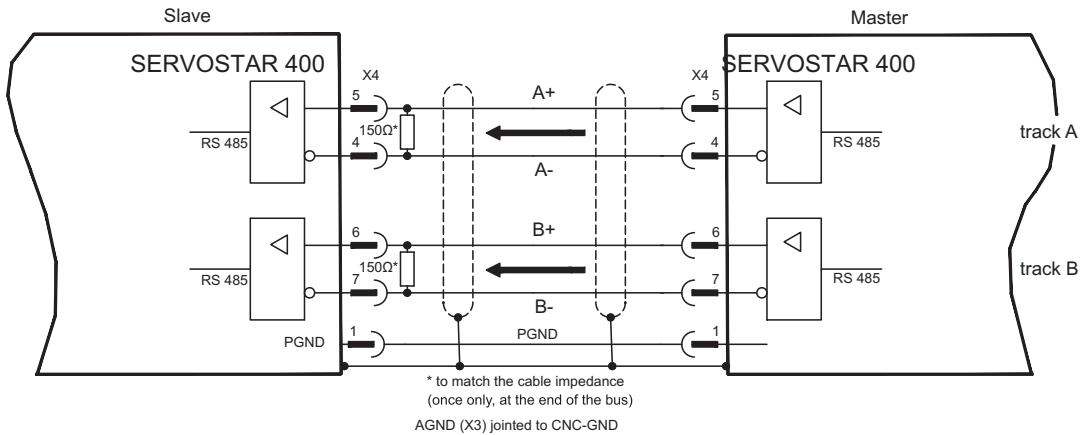 Slave
Master
SERVOSTAR 400
SERVOSTAR 400
X4
X4
5
A+
5
150Ω*
RS 485
4
A-
4
RS 485
track A
6
B+
6
150Ω*
RS 485
7
B-
7
RS 485
track B
PGND
1
PGND
1
* to match the cable impedance
(once only, at the end of the bus)
AGND (X3) jointed to CNC-GND